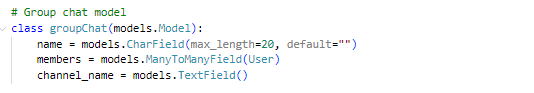 # Group chat model
class groupChat(models.Model):
    name = models.CharField(max_length=20, default="")
    members = models.ManyToManyField(User)
    channel_name = models.TextField()